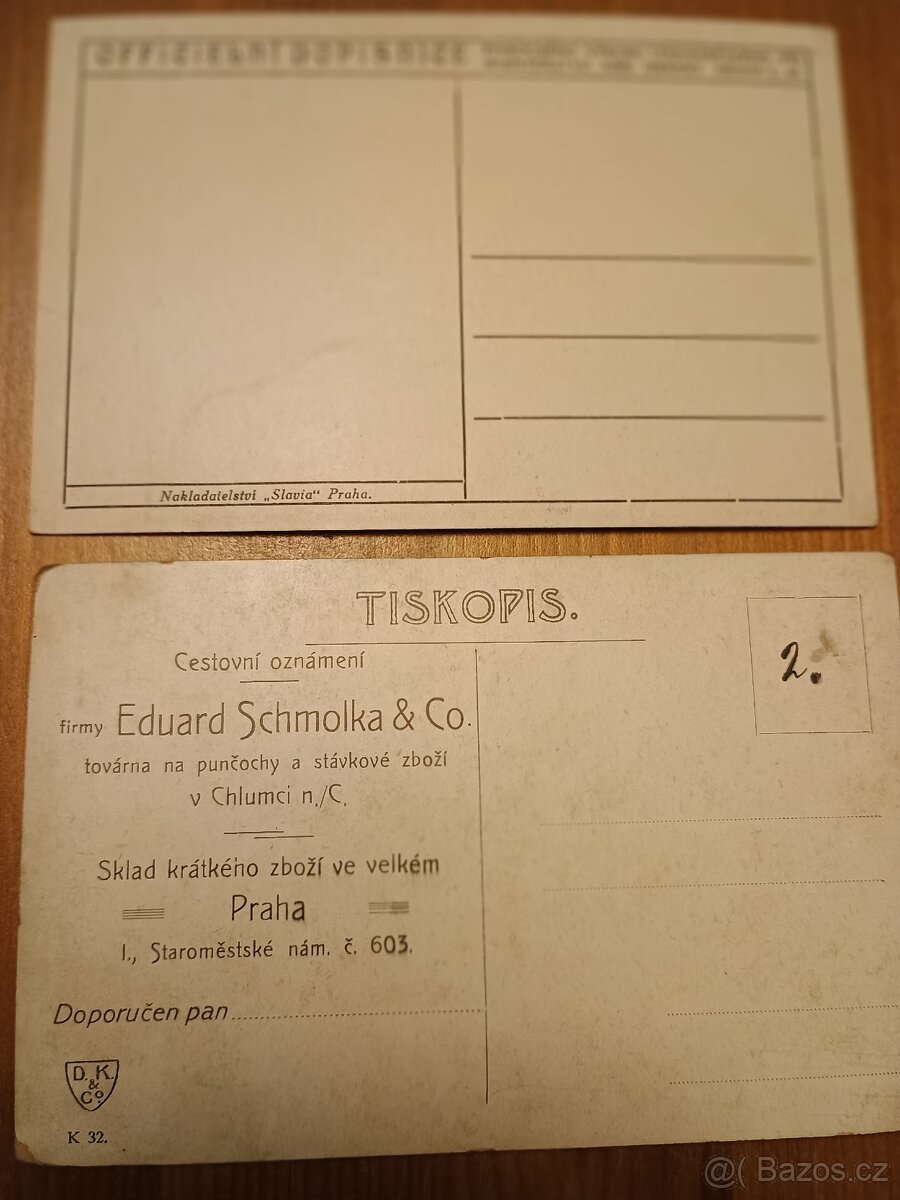 OFFICIELNÍ DOPISNICE
Nakladatelství „Slavia“ Praha.
TISKOPIS.
2.
Cestovní oznámení
firmy Eduard Schmolka & Co.
továrna na punčochy a stávkové zboží
v Chlumci n./C.
Sklad krátkého zboží ve velkém
Praha
I., Staroměstské nám. č. 603.
Doporučen pan
D. K.
&
Co
K 32.
@( Bazos.cz